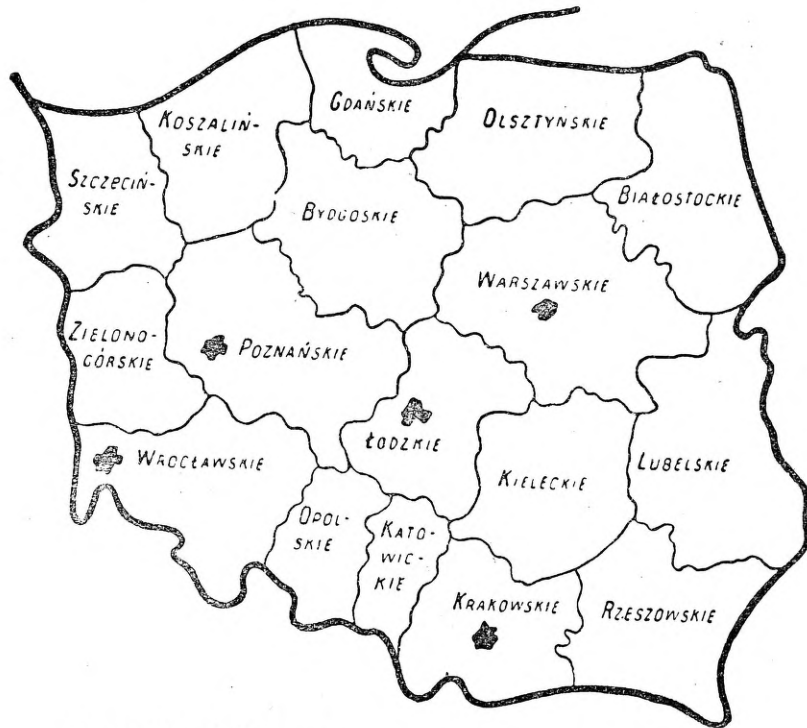 GDAŃSKIE
KOSZALIŃ-
SKIE
OLSZTYŃSKIE
SZCZECIŃ-
SKIE
BIAŁOSTOCKIE
BYDGOSKIE
WARSZAWSKIE
ZIELONO-
GÓRSKIE
POZNAŃSKIE
ŁODZKIE
WROCŁAWSKIE
LUBELSKIE
KIELECKIE
OPOL-
SKIE
KATO-
WIC-
KIE
KRAKOWSKIE
RZESZOWSKIE